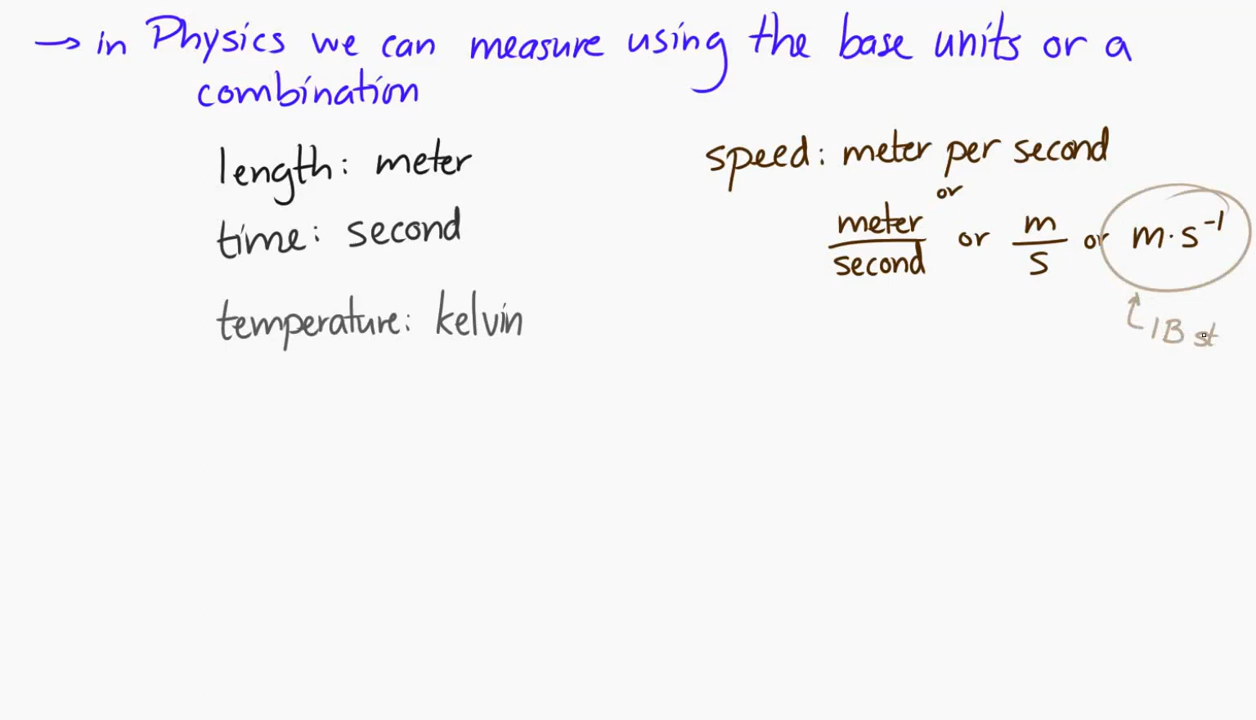 → in Physics we can measure using the base units or a
combination
length: meter
time: second
temperature: kelvin
speed: meter per second
or
meter/second or m/s or m·s⁻¹
IB st